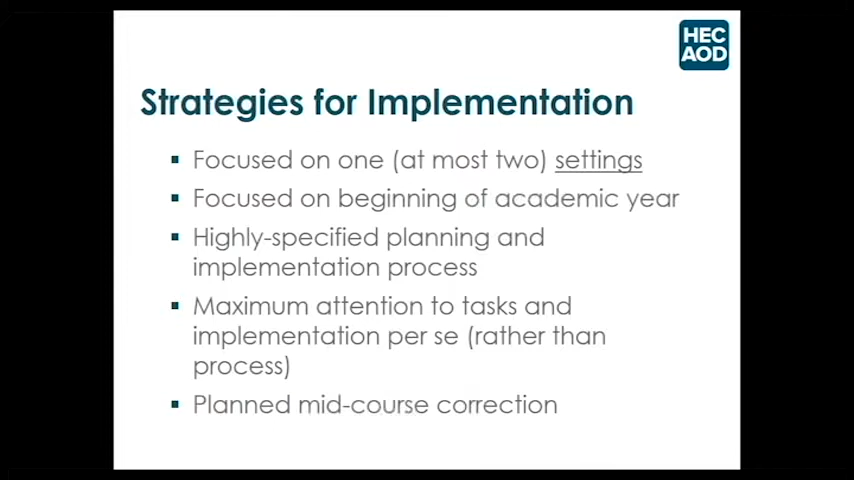 HEC
AOD
Strategies for Implementation
▪ Focused on one (at most two) settings
▪ Focused on beginning of academic year
▪ Highly-specified planning and
implementation process
▪ Maximum attention to tasks and
implementation per se (rather than
process)
▪ Planned mid-course correction